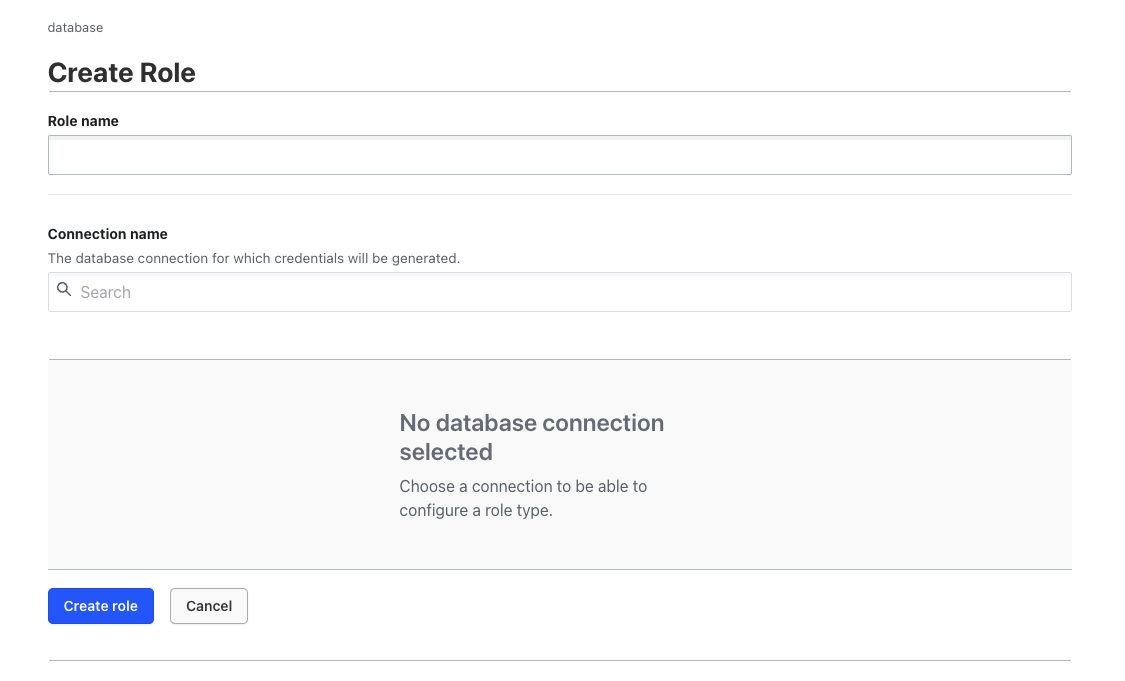 database
Create Role
Role name
Connection name
The database connection for which credentials will be generated.
Search
No database connection
selected
Choose a connection to be able to
configure a role type.
Create role
Cancel